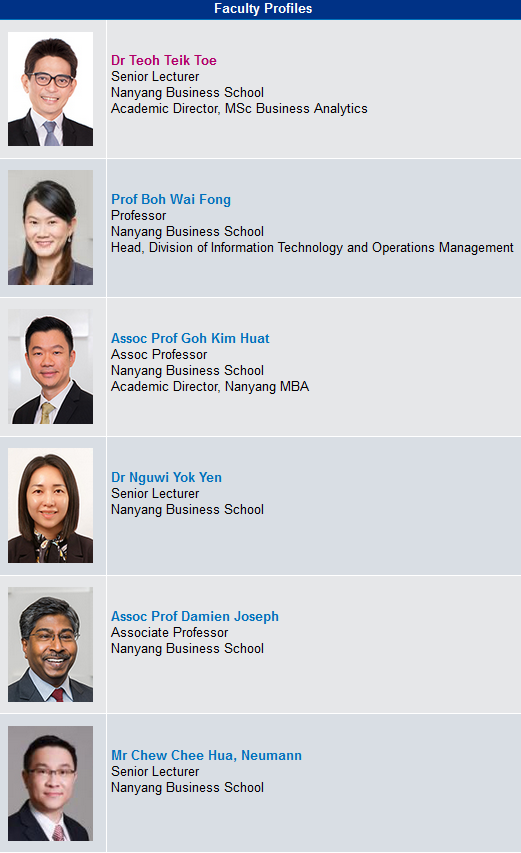 Faculty Profiles
Dr Teoh Teik Toe
Senior Lecturer
Nanyang Business School
Academic Director, MSc Business Analytics
Prof Boh Wai Fong
Professor
Nanyang Business School
Head, Division of Information Technology and Operations Management
Assoc Prof Goh Kim Huat
Assoc Professor
Nanyang Business School
Academic Director, Nanyang MBA
Dr Nguwi Yok Yen
Senior Lecturer
Nanyang Business School
Assoc Prof Damien Joseph
Associate Professor
Nanyang Business School
Mr Chew Chee Hua, Neumann
Senior Lecturer
Nanyang Business School